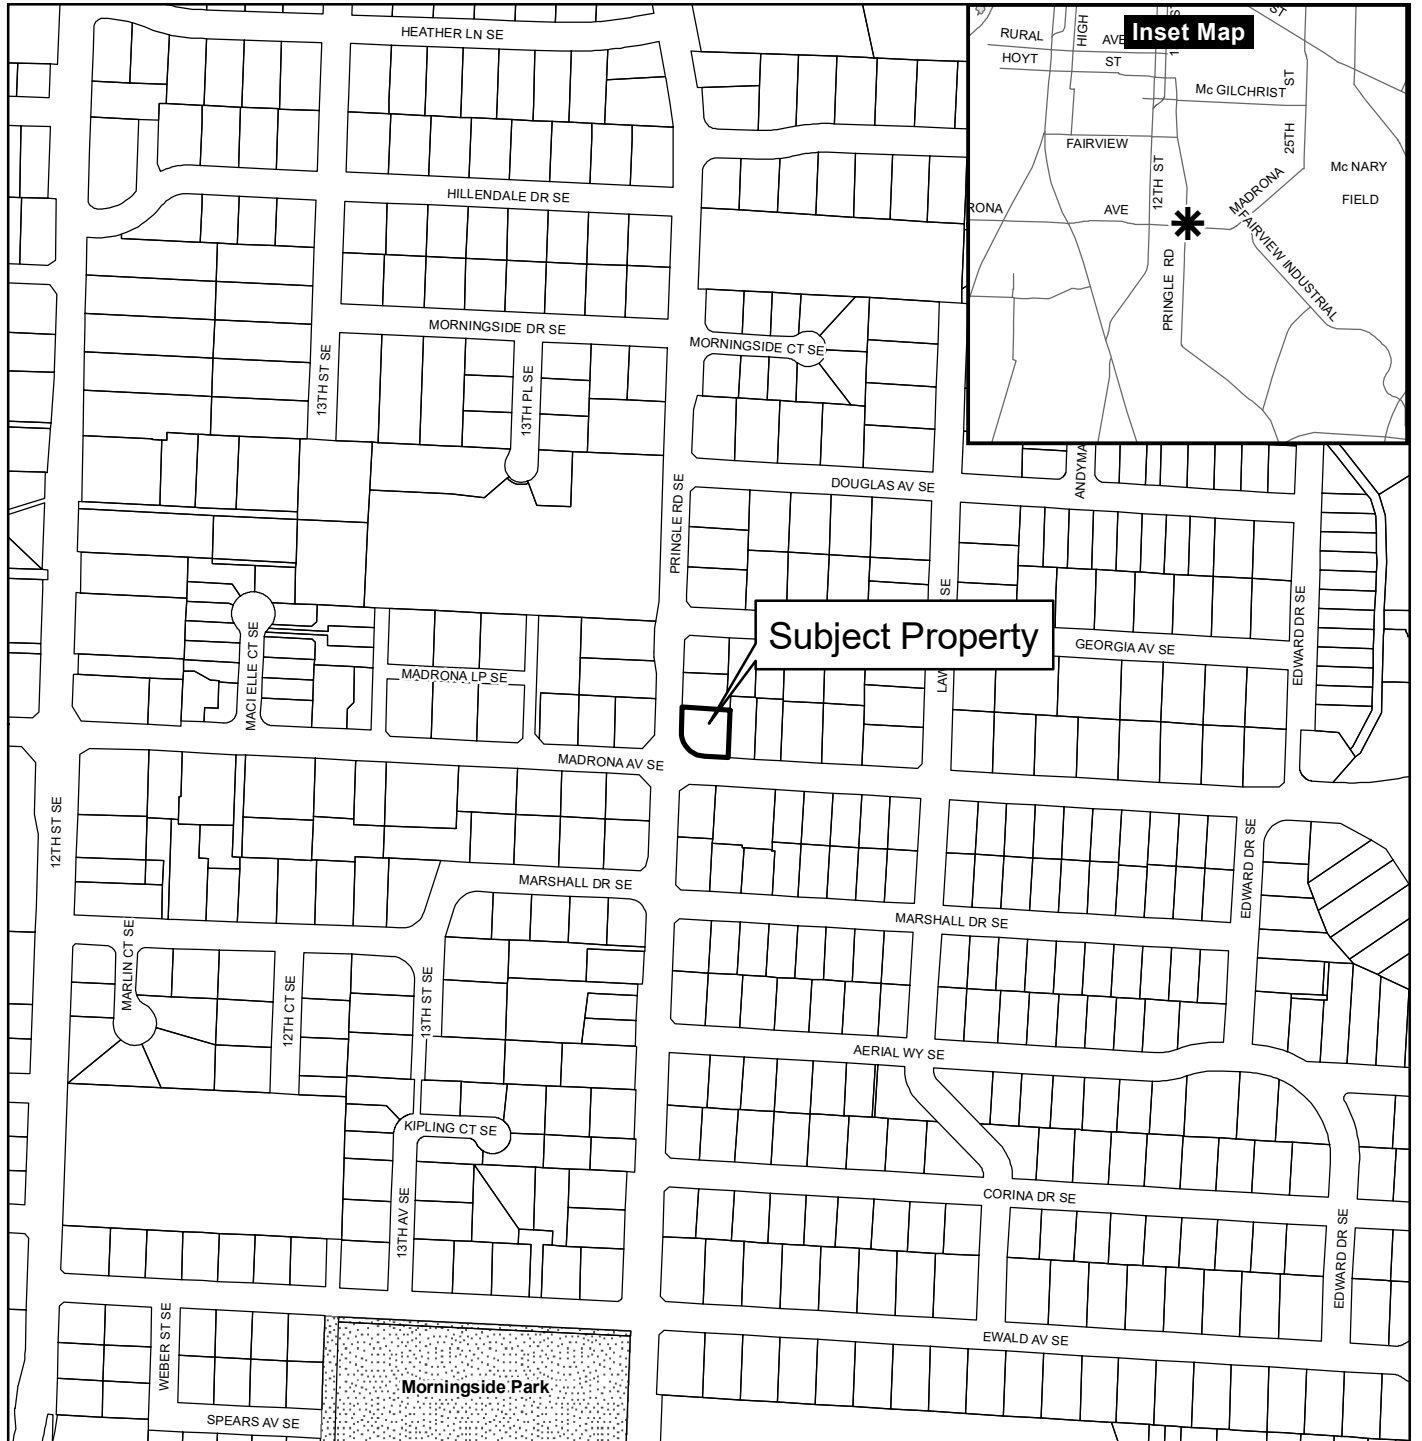 HEATHER LN SE
HILLENDALE DR SE
MORNINGSIDE DR SE
MORNINGSIDE CT SE
13TH ST SE
13TH PL SE
DOUGLAS AV SE
ANDYMA
PRINGLE RD SE
LAW
SE
EDWARD DR SE
Subject Property
GEORGIA AV SE
MACIELLE CT SE
MADRONA LP SE
MADRONA AV SE
12TH ST SE
MARSHALL DR SE
EDWARD DR SE
MARSHALL DR SE
MARLIN CT SE
12TH CT SE
13TH ST SE
AERIAL WY SE
KIPLING CT SE
13TH AV SE
CORINA DR SE
EDWARD DR SE
WEBER ST SE
EWALD AV SE
Morningside Park
SPEARS AV SE
Inset Map
RURAL
AVE
HIGH
HOYT
ST
ST
Mc GILCHRIST
25TH
ST
FAIRVIEW
12TH ST
Mc NARY
FIELD
MADRONA
RONA
AVE
FAIRVIEW INDUSTRIAL
PRINGLE RD